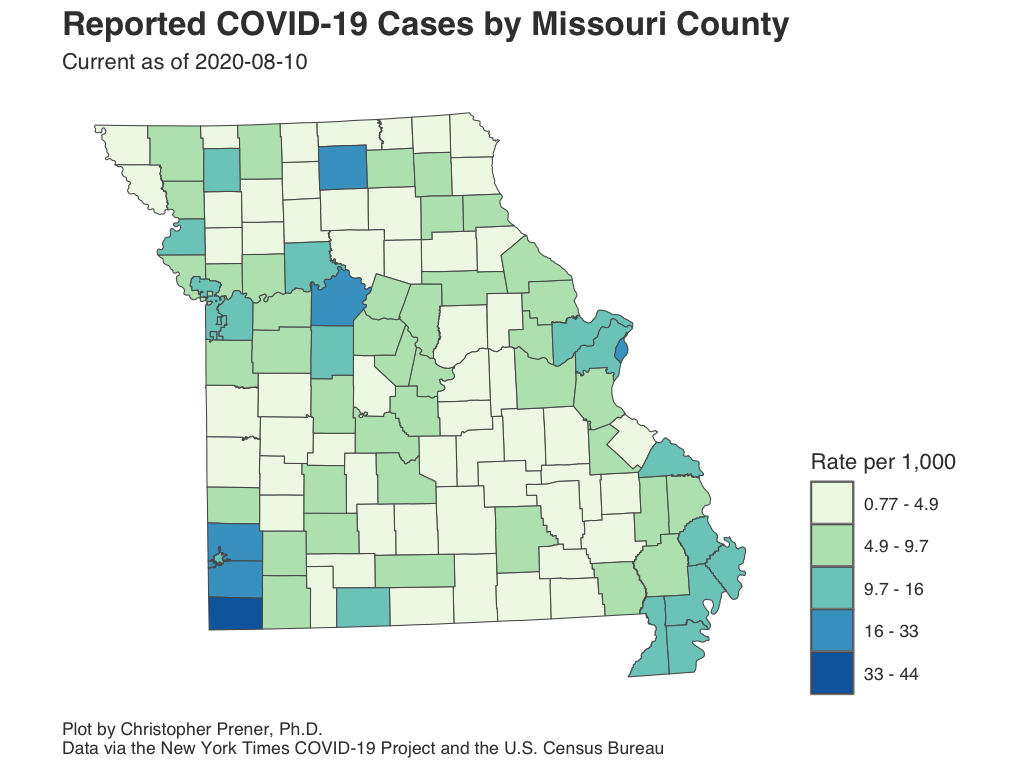 Reported COVID-19 Cases by Missouri County
Current as of 2020-08-10
Rate per 1,000
0.77 - 4.9
4.9 - 9.7
9.7 - 16
16 - 33
33 - 44
Plot by Christopher Prener, Ph.D.
Data via the New York Times COVID-19 Project and the U.S. Census Bureau